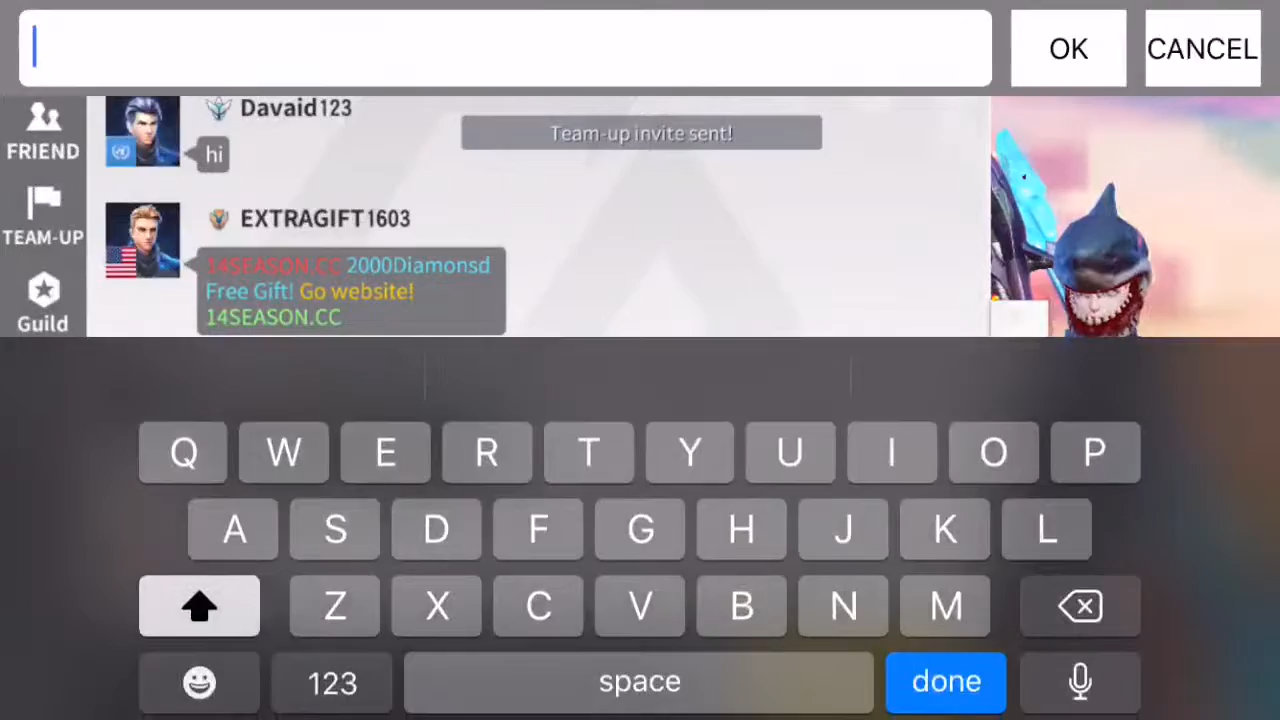 OK
CANCEL
FRIEND
TEAM-UP
Guild
Davaid123
hi
Team-up invite sent!
EXTRAGIFT1603
14SEASON.CC 2000Diamonsd
Free Gift! Go website!
14SEASON.CC
Q W E R T Y U I O P
A S D F G H J K L
Z X C V B N M
123 space done